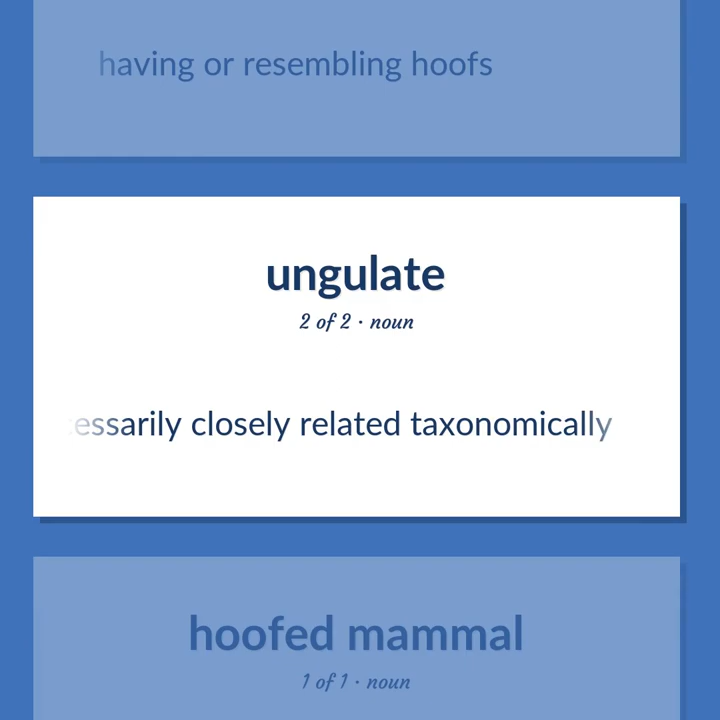 having or resembling hoofs
ungulate
2 of 2 · noun
essarily closely related taxonomically
hoofed mammal
1 of 1 · noun